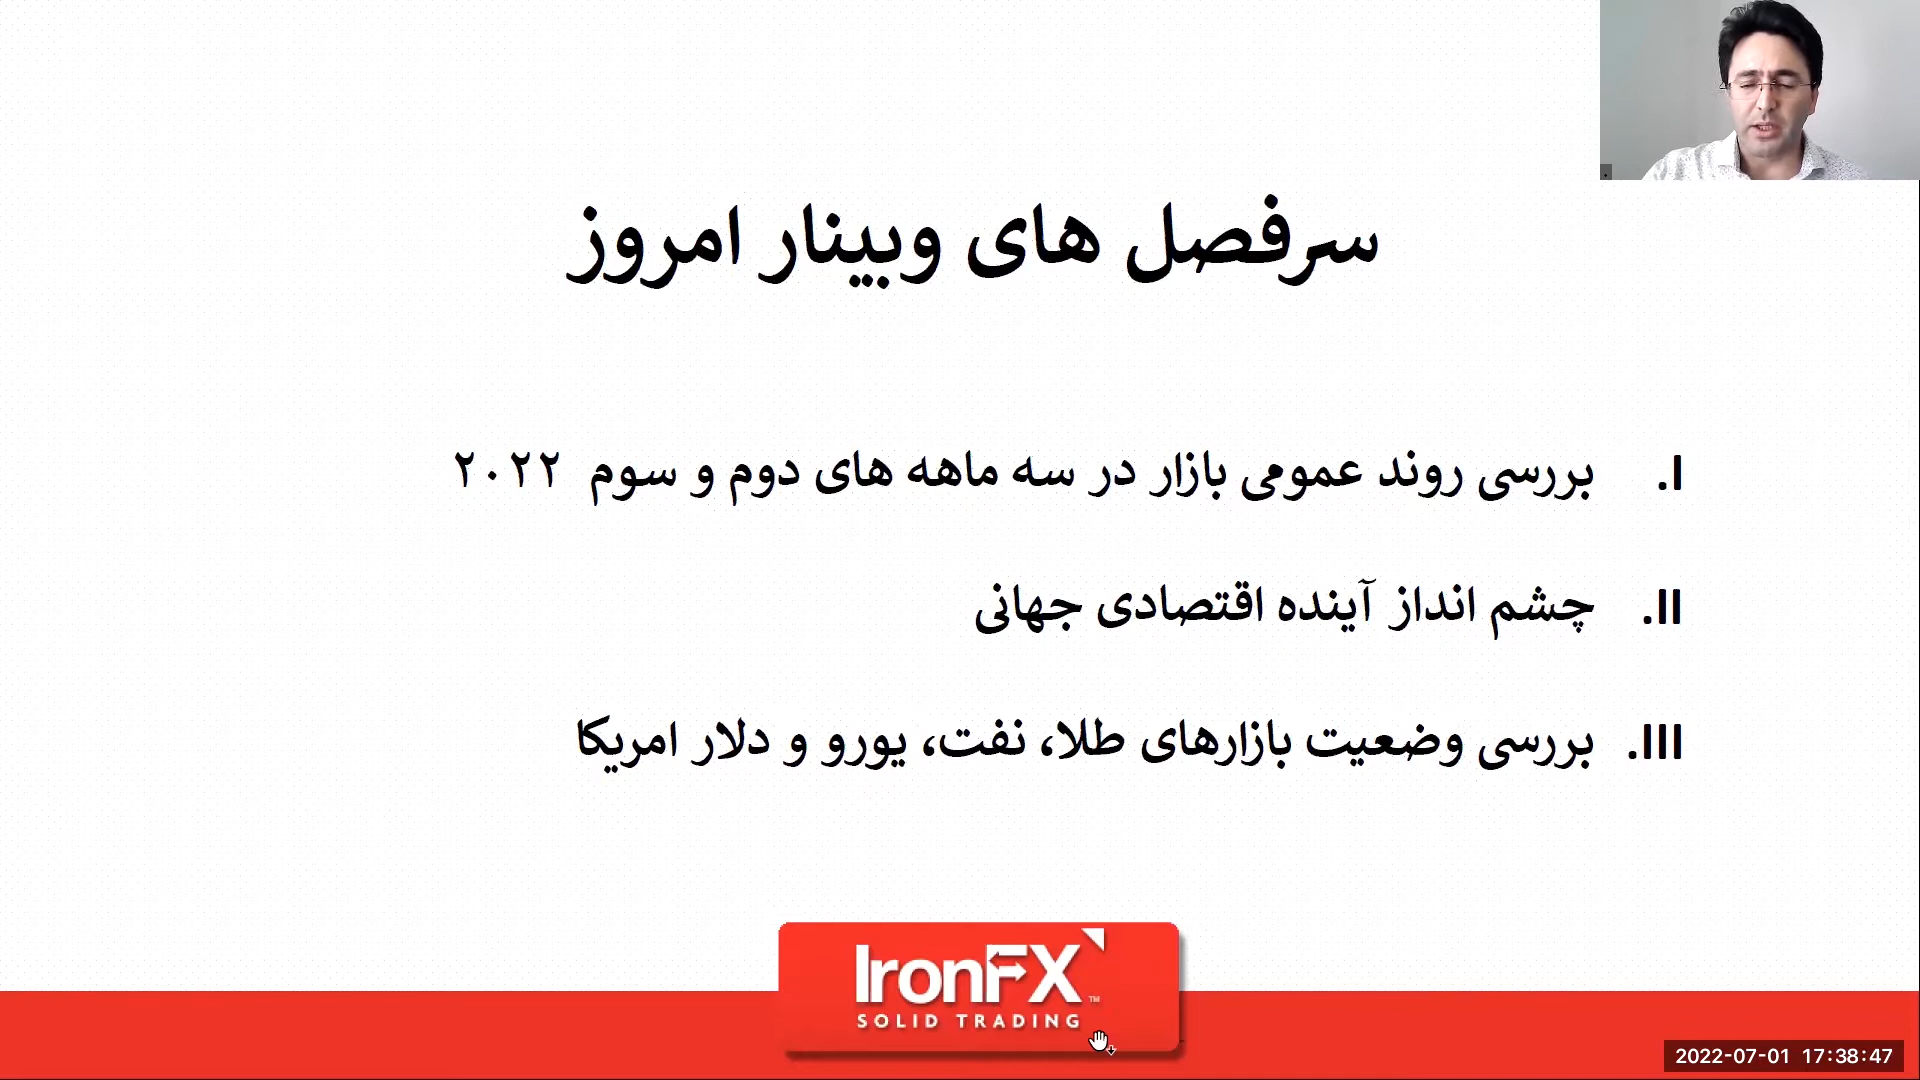 سرفصل های وبینار امروز
I. بررسی روند عمومی بازار در سه ماهه های دوم و سوم ۲۰۲۲
II. چشم انداز آینده اقتصادی جهانی
III. بررسی وضعیت بازارهای طلا، نفت، یورو و دلار امریکا
IronFX™
SOLID TRADING
2022-07-01 17:38:47